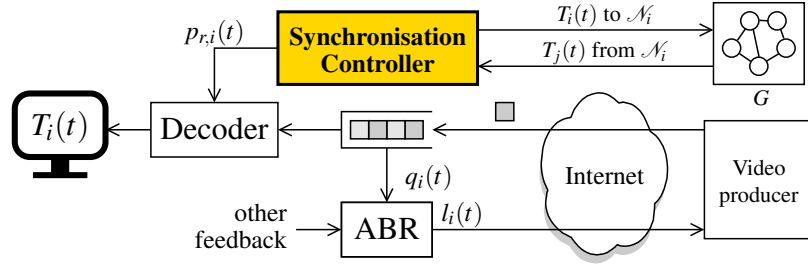 p_{r,i}(t)
Synchronisation
Controller
T_i(t) to 𝒩_i
T_j(t) from 𝒩_i
G
T_i(t)
Decoder
q_i(t)
Internet
Video
producer
other
feedback
ABR
l_i(t)